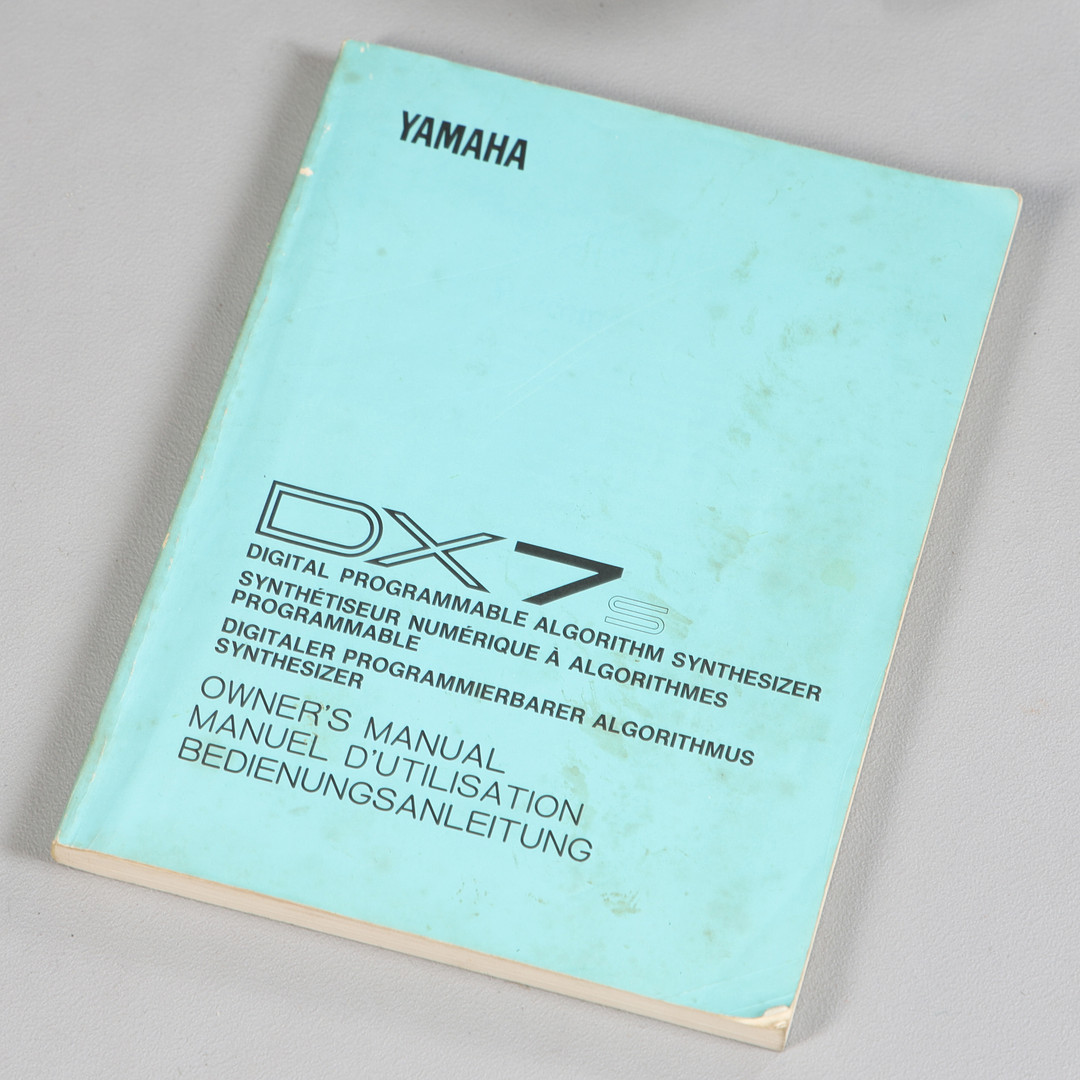 YAMAHA
DX7s
DIGITAL PROGRAMMABLE ALGORITHM SYNTHESIZER
SYNTHÉTISEUR NUMÉRIQUE À ALGORITHMES
PROGRAMMABLE
DIGITALER PROGRAMMIERBARER ALGORITHMUS
SYNTHESIZER
OWNER'S MANUAL
MANUEL D'UTILISATION
BEDIENUNGSANLEITUNG